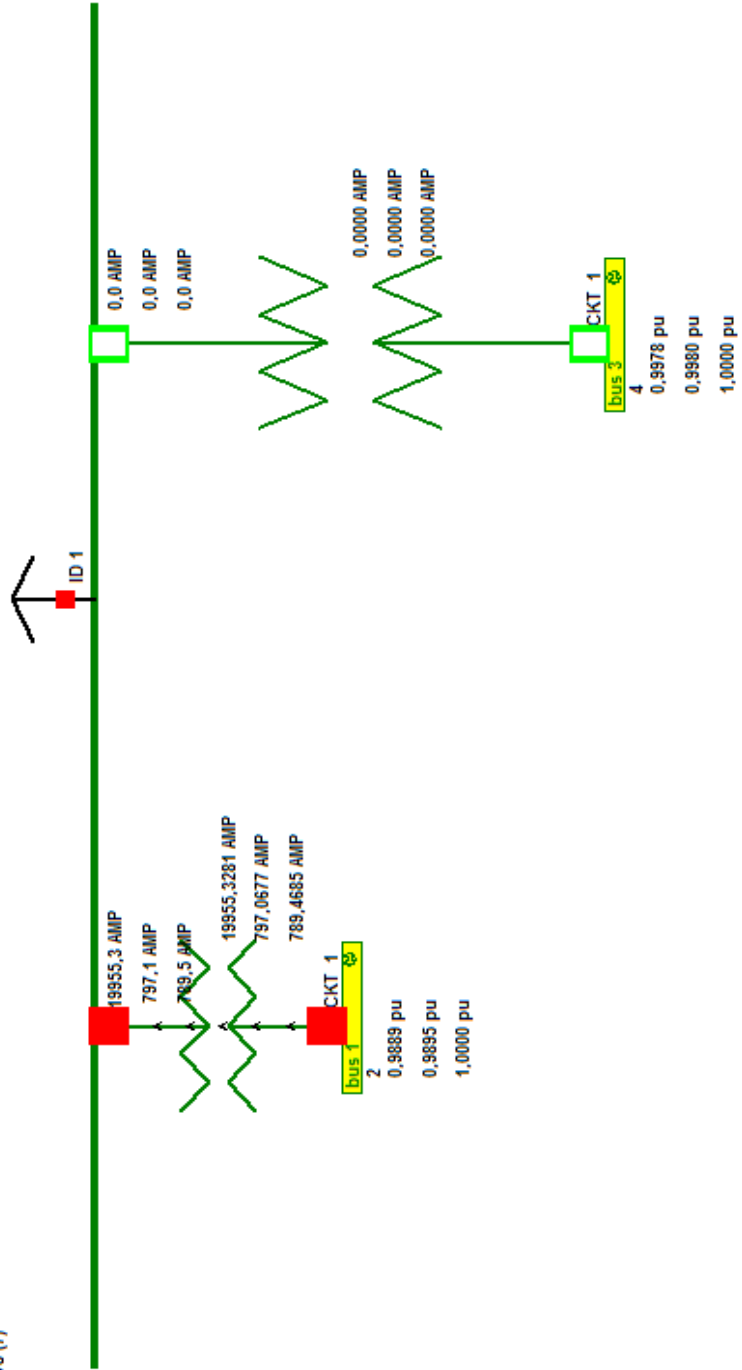 ID 1
0,0 AMP
0,0 AMP
0,0 AMP
0,0000 AMP
0,0000 AMP
0,0000 AMP
CKT 1
bus 3
4
0,9978 pu
0,9980 pu
1,0000 pu
19955,3 AMP
797,1 AMP
789,5 AMP
19955,3281 AMP
797,0677 AMP
789,4685 AMP
CKT 1
bus 1
2
0,9889 pu
0,9895 pu
1,0000 pu